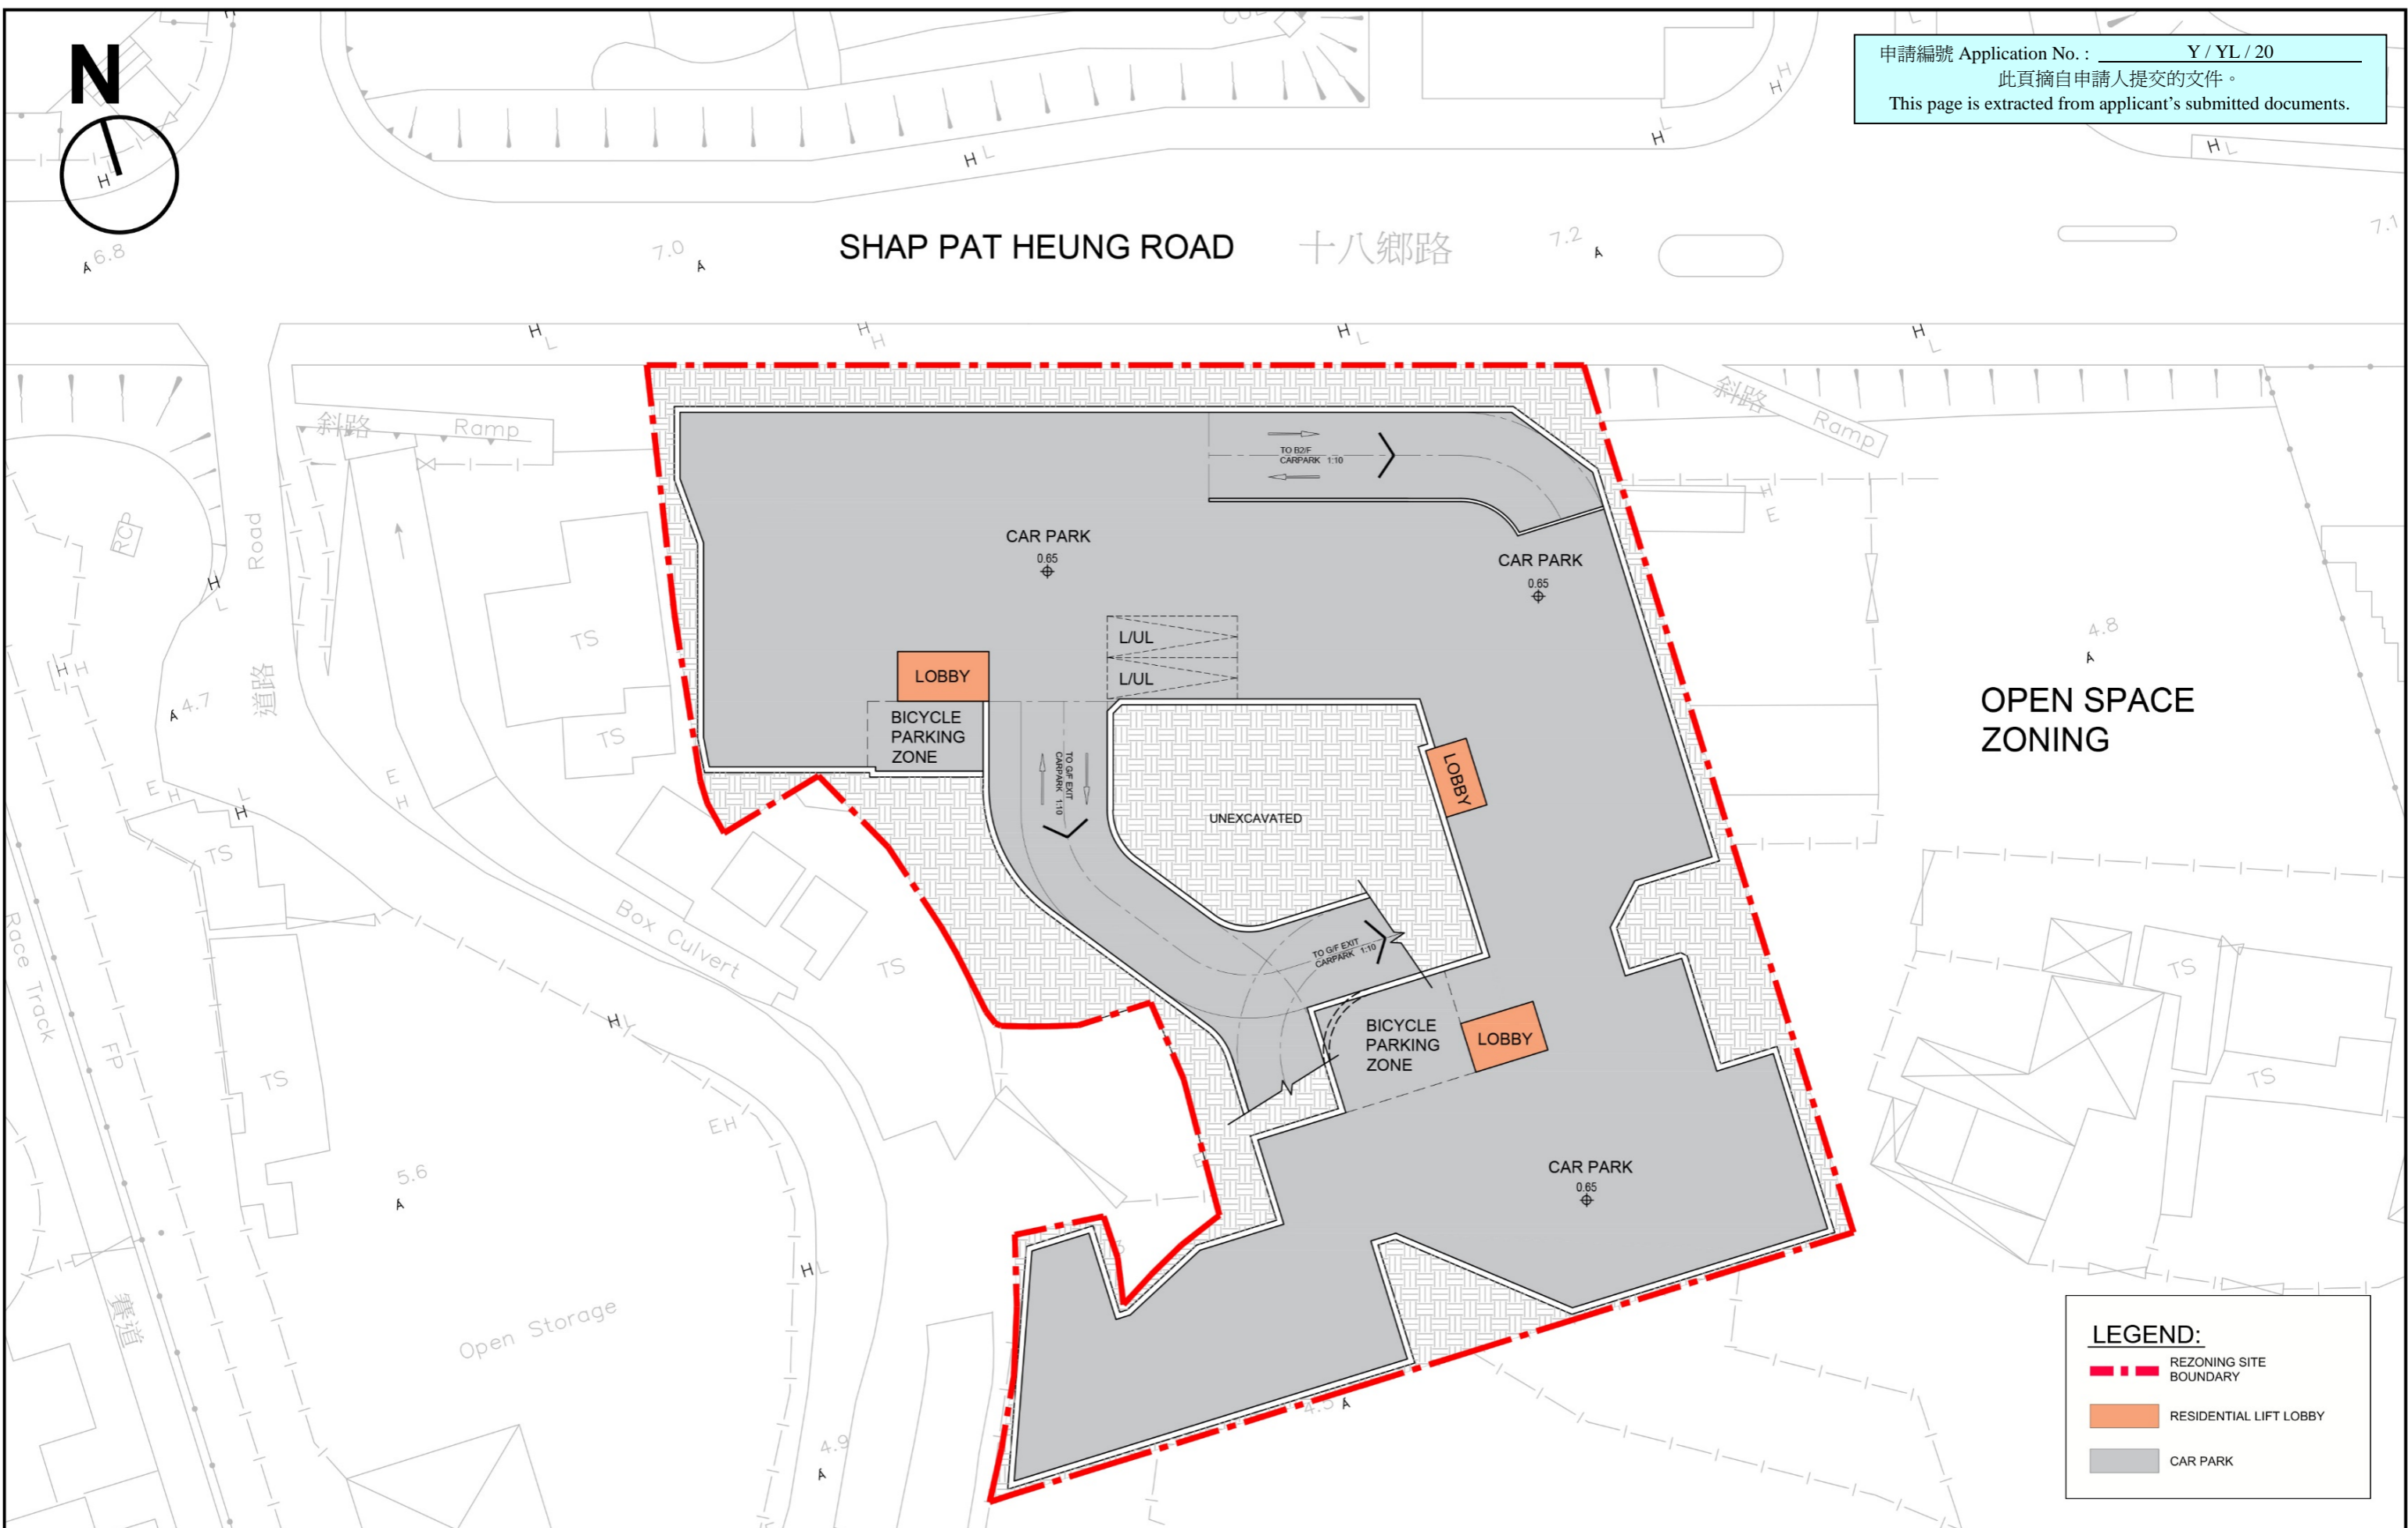 N
申請編號 Application No. : Y / YL / 20
此頁摘自申請人提交的文件。
This page is extracted from applicant's submitted documents.
H
H L
H
L
H
H L
6.8
7.0
SHAP PAT HEUNG ROAD 十八鄉路
7.2
7.1
H L
H H
H L
H L
斜路 Ramp
斜路 Ramp
TO B2/F
CARPARK 1:10
RCP
Road
道路
H L
H E
CAR PARK
0.65
CAR PARK
0.65
TS
L/UL
L/UL
LOBBY
4.8
OPEN SPACE
ZONING
H H
4.7
TS
BICYCLE
PARKING
ZONE
TO G/F EXIT
CARPARK 1:10
LOBBY
UNEXCAVATED
E H
E H
L
H
TS
Box Culvert
TS
TO G/F EXIT
CARPARK 1:10
TS
Race Track
FP
H L
BICYCLE
PARKING
ZONE
LOBBY
TS
TS
EH
5.6
CAR PARK
0.65
H L
賽道
Open Storage
4.9
4.5
LEGEND:
REZONING SITE
BOUNDARY
RESIDENTIAL LIFT LOBBY
CAR PARK